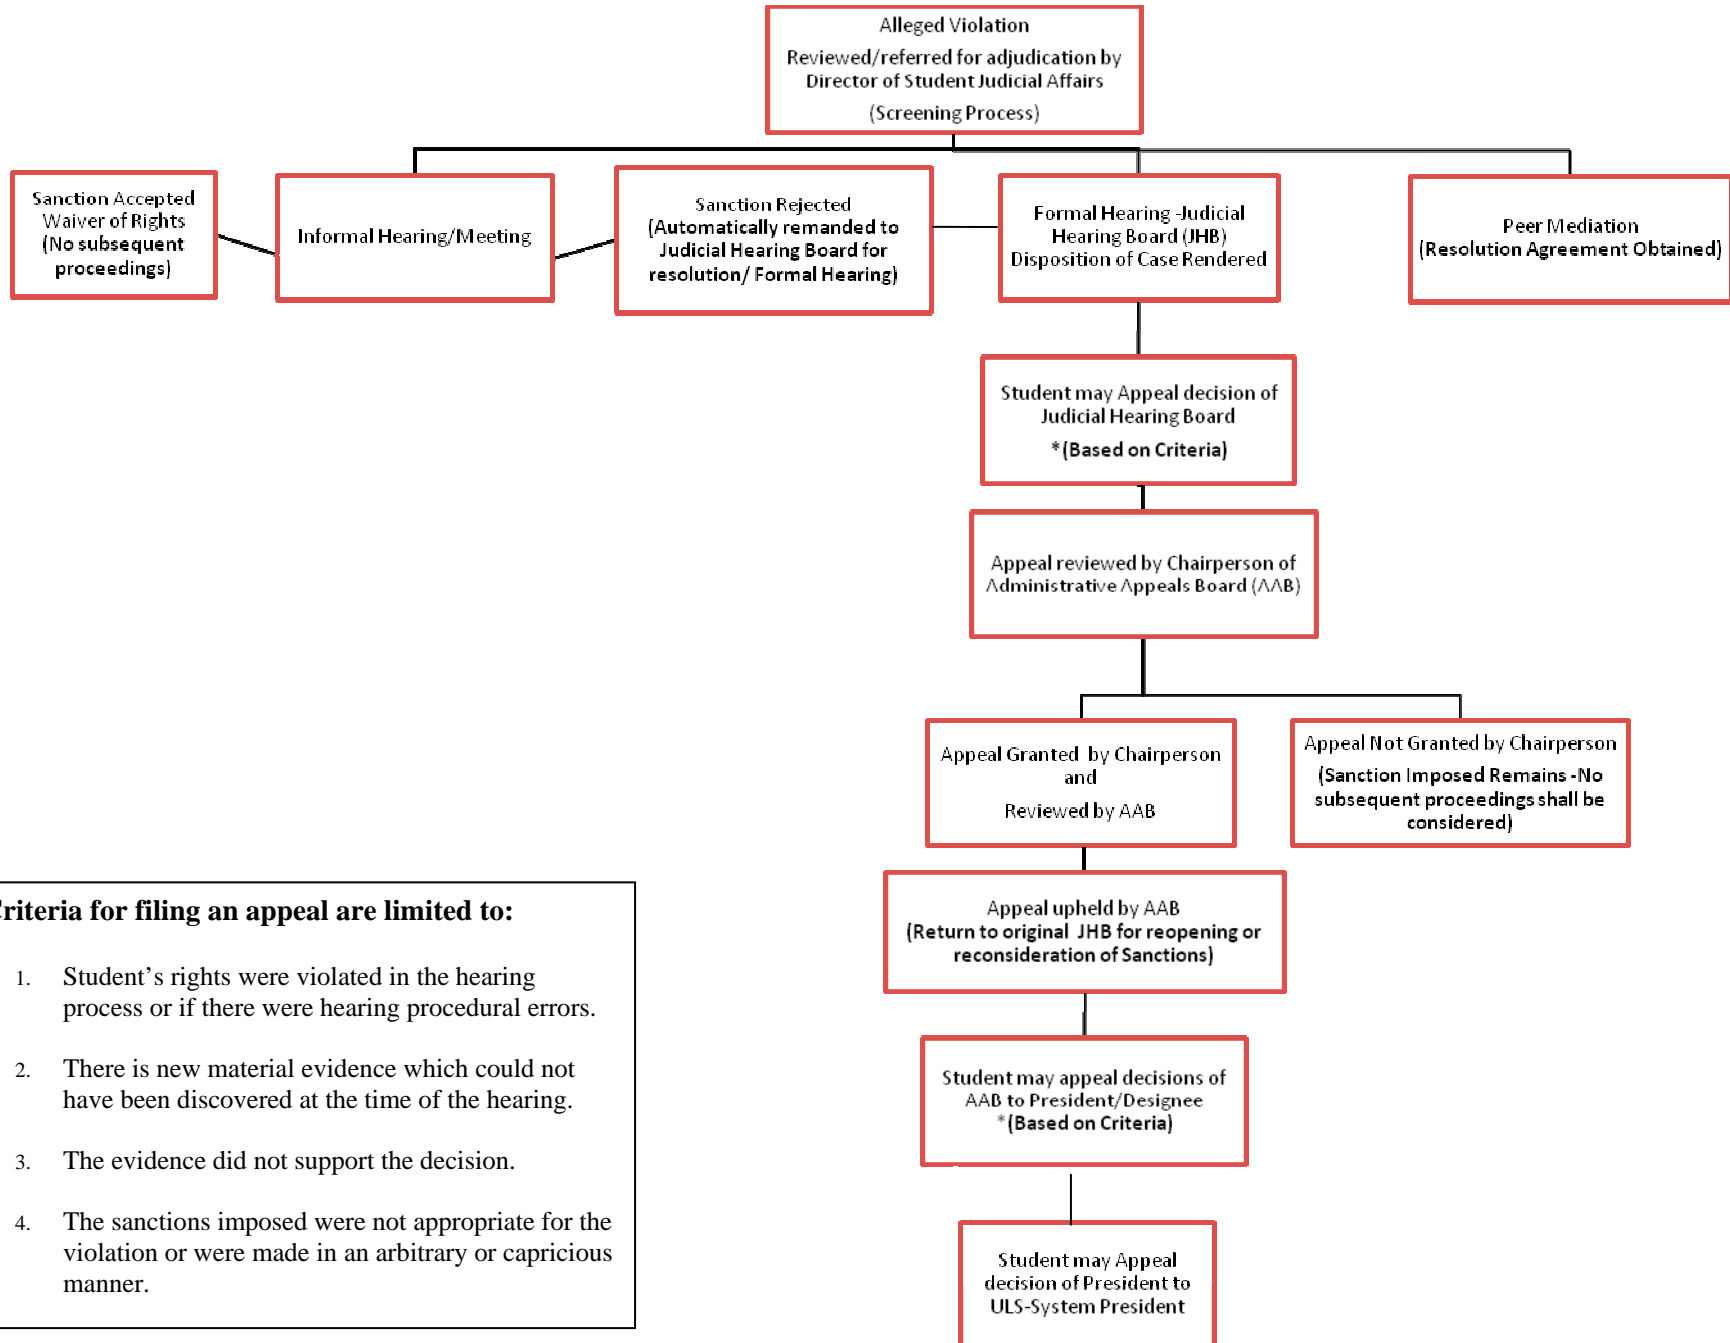 Alleged Violation
Reviewed/referred for adjudication by
Director of Student Judicial Affairs
(Screening Process)
Sanction Accepted
Waiver of Rights
(No subsequent
proceedings)
Informal Hearing/Meeting
Sanction Rejected
(Automatically remanded to
Judicial Hearing Board for
resolution/ Formal Hearing)
Formal Hearing -Judicial
Hearing Board (JHB)
Disposition of Case Rendered
Peer Mediation
(Resolution Agreement Obtained)
Student may Appeal decision of
Judicial Hearing Board
*(Based on Criteria)
Appeal reviewed by Chairperson of
Administrative Appeals Board (AAB)
Appeal Granted by Chairperson
and
Reviewed by AAB
Appeal Not Granted by Chairperson
(Sanction Imposed Remains -No
subsequent proceedings shall be
considered)
Appeal upheld by AAB
(Return to original JHB for reopening or
reconsideration of Sanctions)
Student may appeal decisions of
AAB to President/Designee
*(Based on Criteria)
Student may Appeal
decision of President to
ULS-System President
Criteria for filing an appeal are limited to:
1. Student's rights were violated in the hearing
process or if there were hearing procedural errors.
2. There is new material evidence which could not
have been discovered at the time of the hearing.
3. The evidence did not support the decision.
4. The sanctions imposed were not appropriate for the
violation or were made in an arbitrary or capricious
manner.